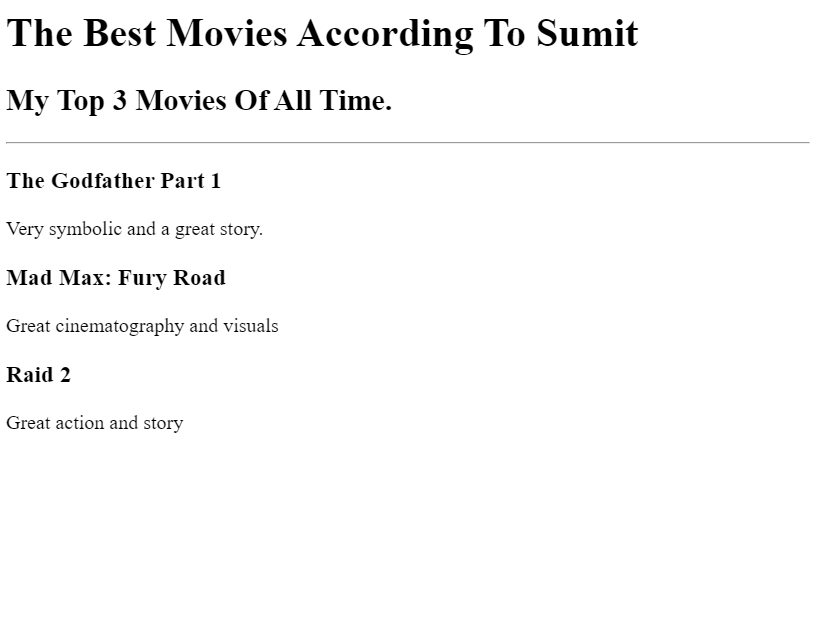 The Best Movies According To Sumit
My Top 3 Movies Of All Time.
The Godfather Part 1
Very symbolic and a great story.
Mad Max: Fury Road
Great cinematography and visuals
Raid 2
Great action and story